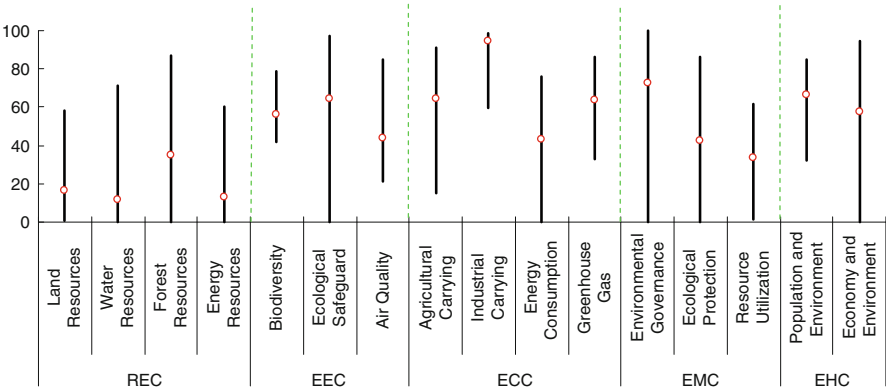 100
80
60
40
20
0
Land
Resources
Water
Resources
Forest
Resources
Energy
Resources
Biodiversity
Ecological
Safeguard
Air Quality
Agricultural
Carrying
Industrial
Carrying
Energy
Consumption
Greenhouse
Gas
Environmental
Governance
Ecological
Protection
Resource
Utilization
Population and
Environment
Economy and
Environment
REC
EEC
ECC
EMC
EHC